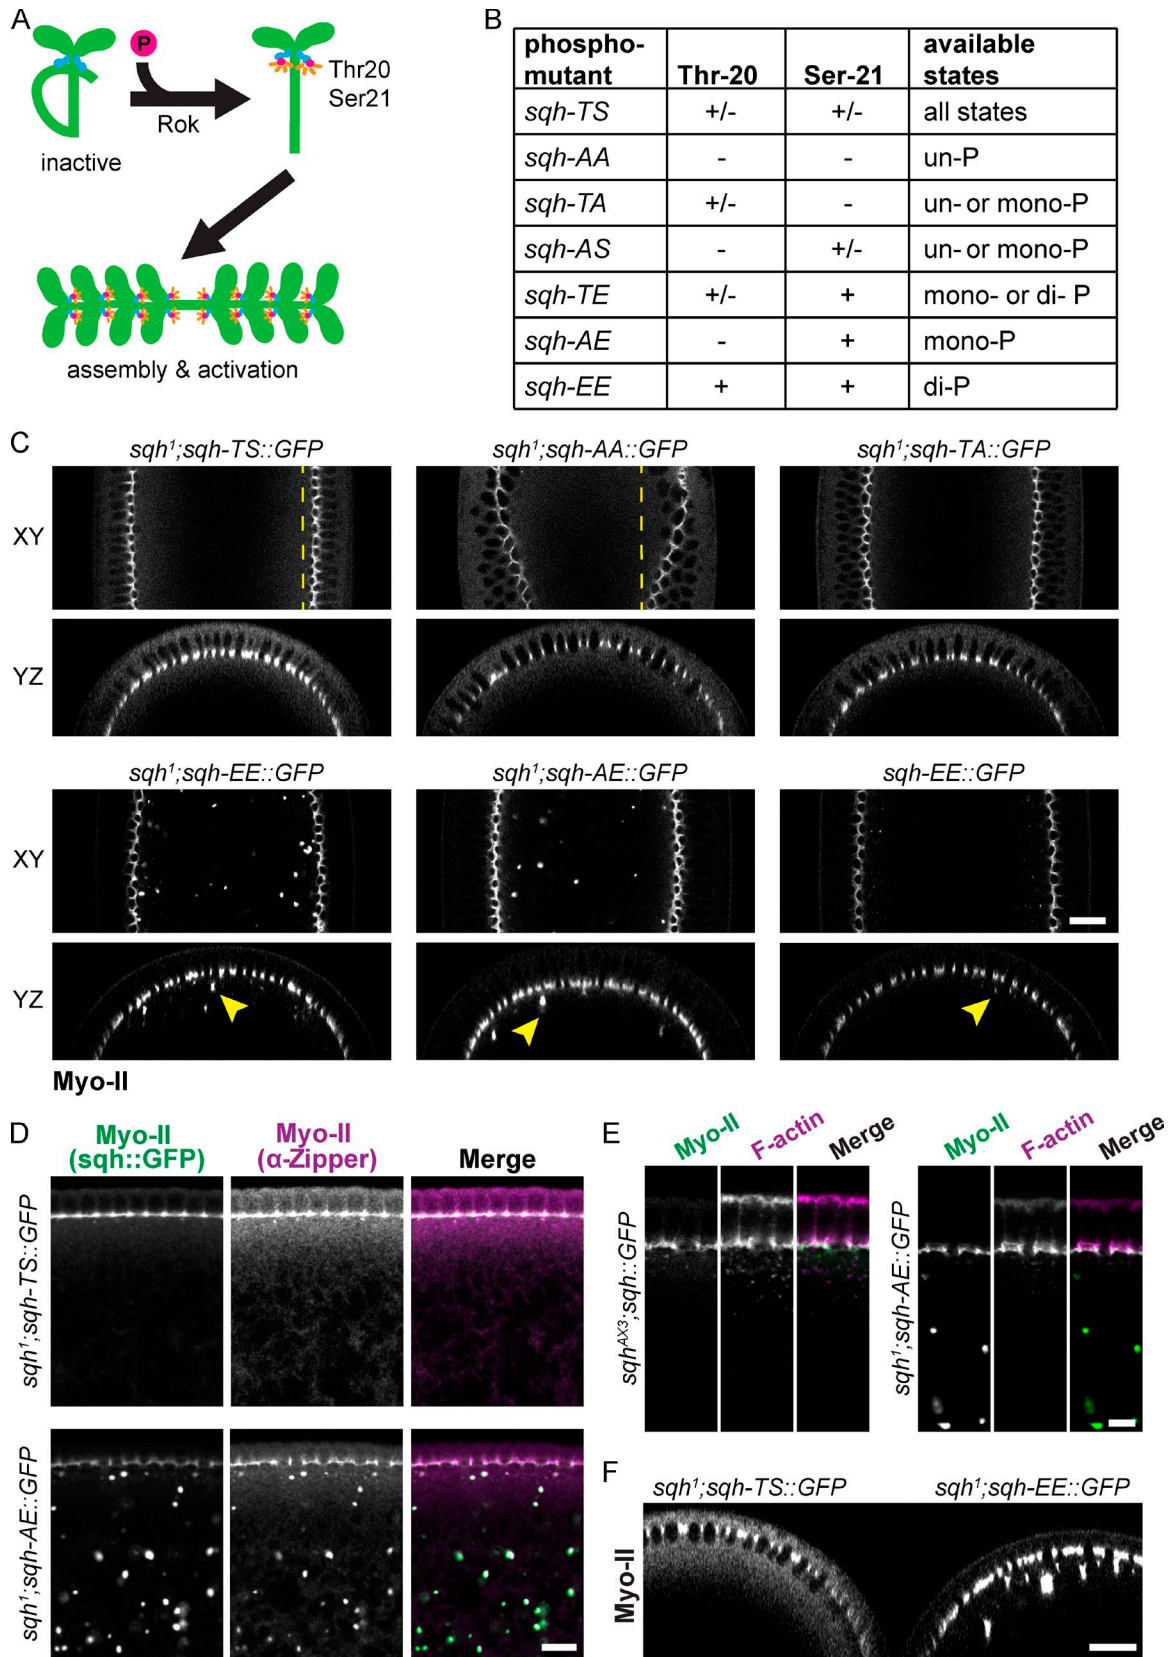 A
P
Rok
Thr20
Ser21
inactive
assembly & activation
B
phospho-
mutant Thr-20 Ser-21 available
states
sqh-TS +/- +/- all states
sqh-AA - - un-P
sqh-TA +/- - un- or mono-P
sqh-AS - +/- un- or mono-P
sqh-TE +/- + mono- or di- P
sqh-AE - + mono-P
sqh-EE + + di-P
C
sqh¹;sqh-TS::GFP sqh¹;sqh-AA::GFP sqh¹;sqh-TA::GFP
XY
YZ
sqh¹;sqh-EE::GFP sqh¹;sqh-AE::GFP sqh-EE::GFP
XY
YZ
Myo-II
D
Myo-II
(sqh::GFP)
Myo-II
(α-Zipper)
Merge
sqh¹;sqh-TS::GFP
sqh¹;sqh-AE::GFP
E
Myo-II F-actin Merge
sqhAX3;sqh::GFP
Myo-II F-actin Merge
sqh¹;sqh-AE::GFP
F
sqh¹;sqh-TS::GFP sqh¹;sqh-EE::GFP
Myo-II